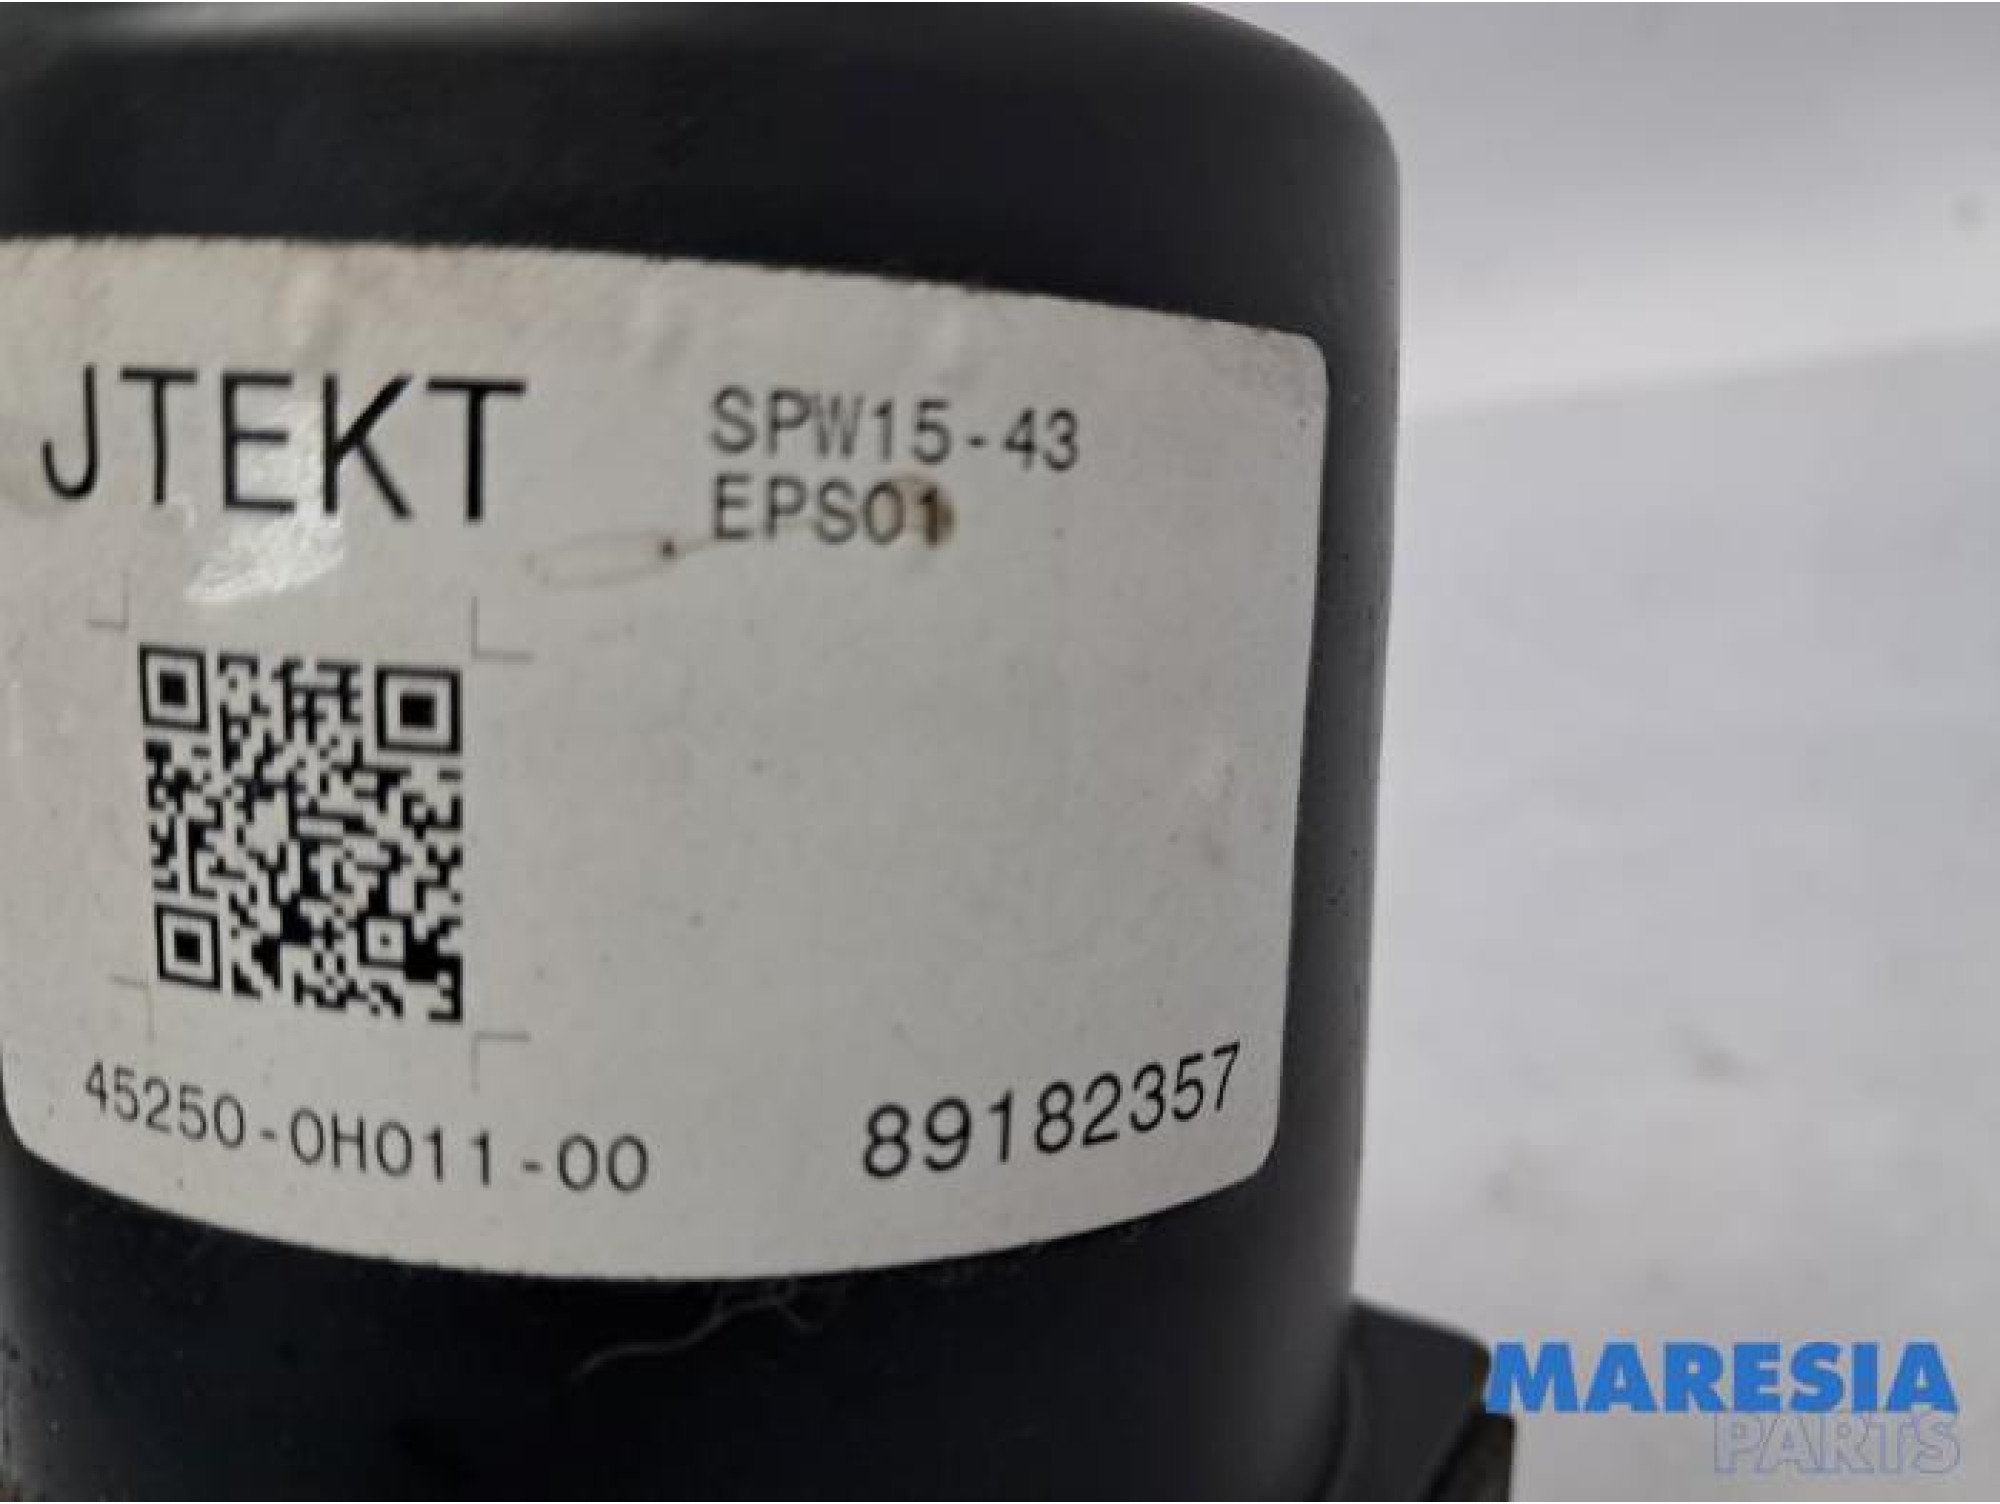 JTEKT
SPW15-43
EPS01
45250-0H011-00
89182357
MARESIA
PARTS